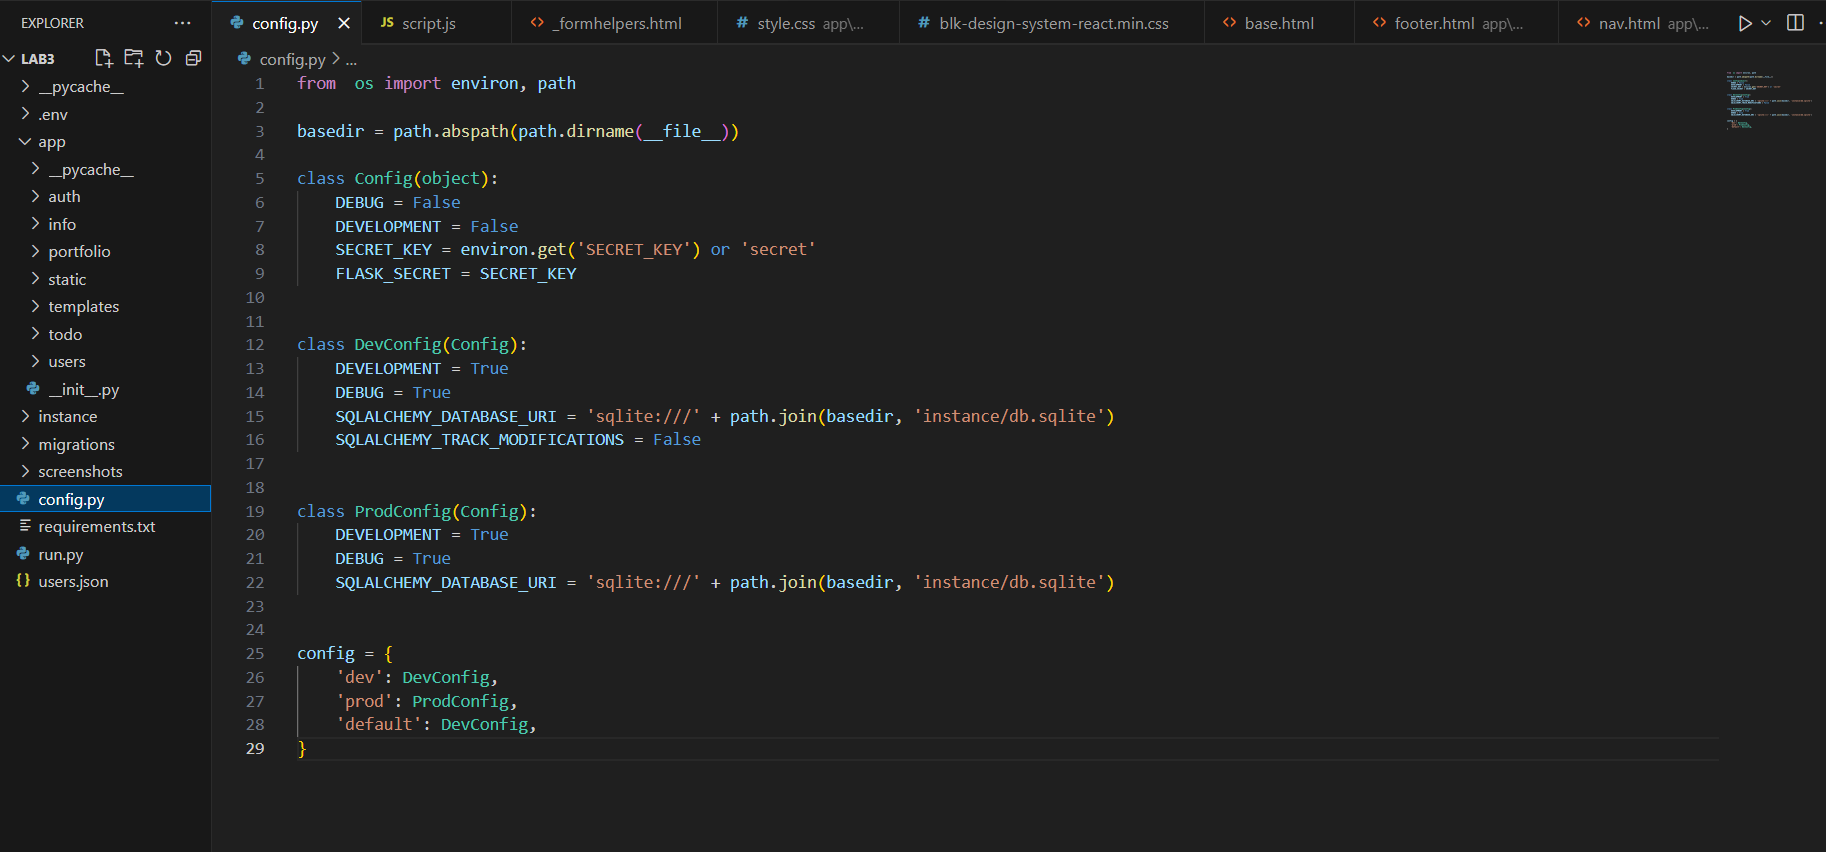 EXPLORER ...
LAB3
__pycache__
.env
app
__pycache__
auth
info
portfolio
static
templates
todo
users
__init__.py
instance
migrations
screenshots
config.py
requirements.txt
run.py
{} users.json
config.py
JS script.js
<> _formhelpers.html
# style.css app\...
# blk-design-system-react.min.css
<> base.html
<> footer.html app\...
<> nav.html app\...
config.py > ...
1 from  os import environ, path
2
3 basedir = path.abspath(path.dirname(__file__))
4
5 class Config(object):
6     DEBUG = False
7     DEVELOPMENT = False
8     SECRET_KEY = environ.get('SECRET_KEY') or 'secret'
9     FLASK_SECRET = SECRET_KEY
10
11
12 class DevConfig(Config):
13     DEVELOPMENT = True
14     DEBUG = True
15     SQLALCHEMY_DATABASE_URI = 'sqlite:///' + path.join(basedir, 'instance/db.sqlite')
16     SQLALCHEMY_TRACK_MODIFICATIONS = False
17
18
19 class ProdConfig(Config):
20     DEVELOPMENT = True
21     DEBUG = True
22     SQLALCHEMY_DATABASE_URI = 'sqlite:///' + path.join(basedir, 'instance/db.sqlite')
23
24
25 config = {
26     'dev': DevConfig,
27     'prod': ProdConfig,
28     'default': DevConfig,
29 }